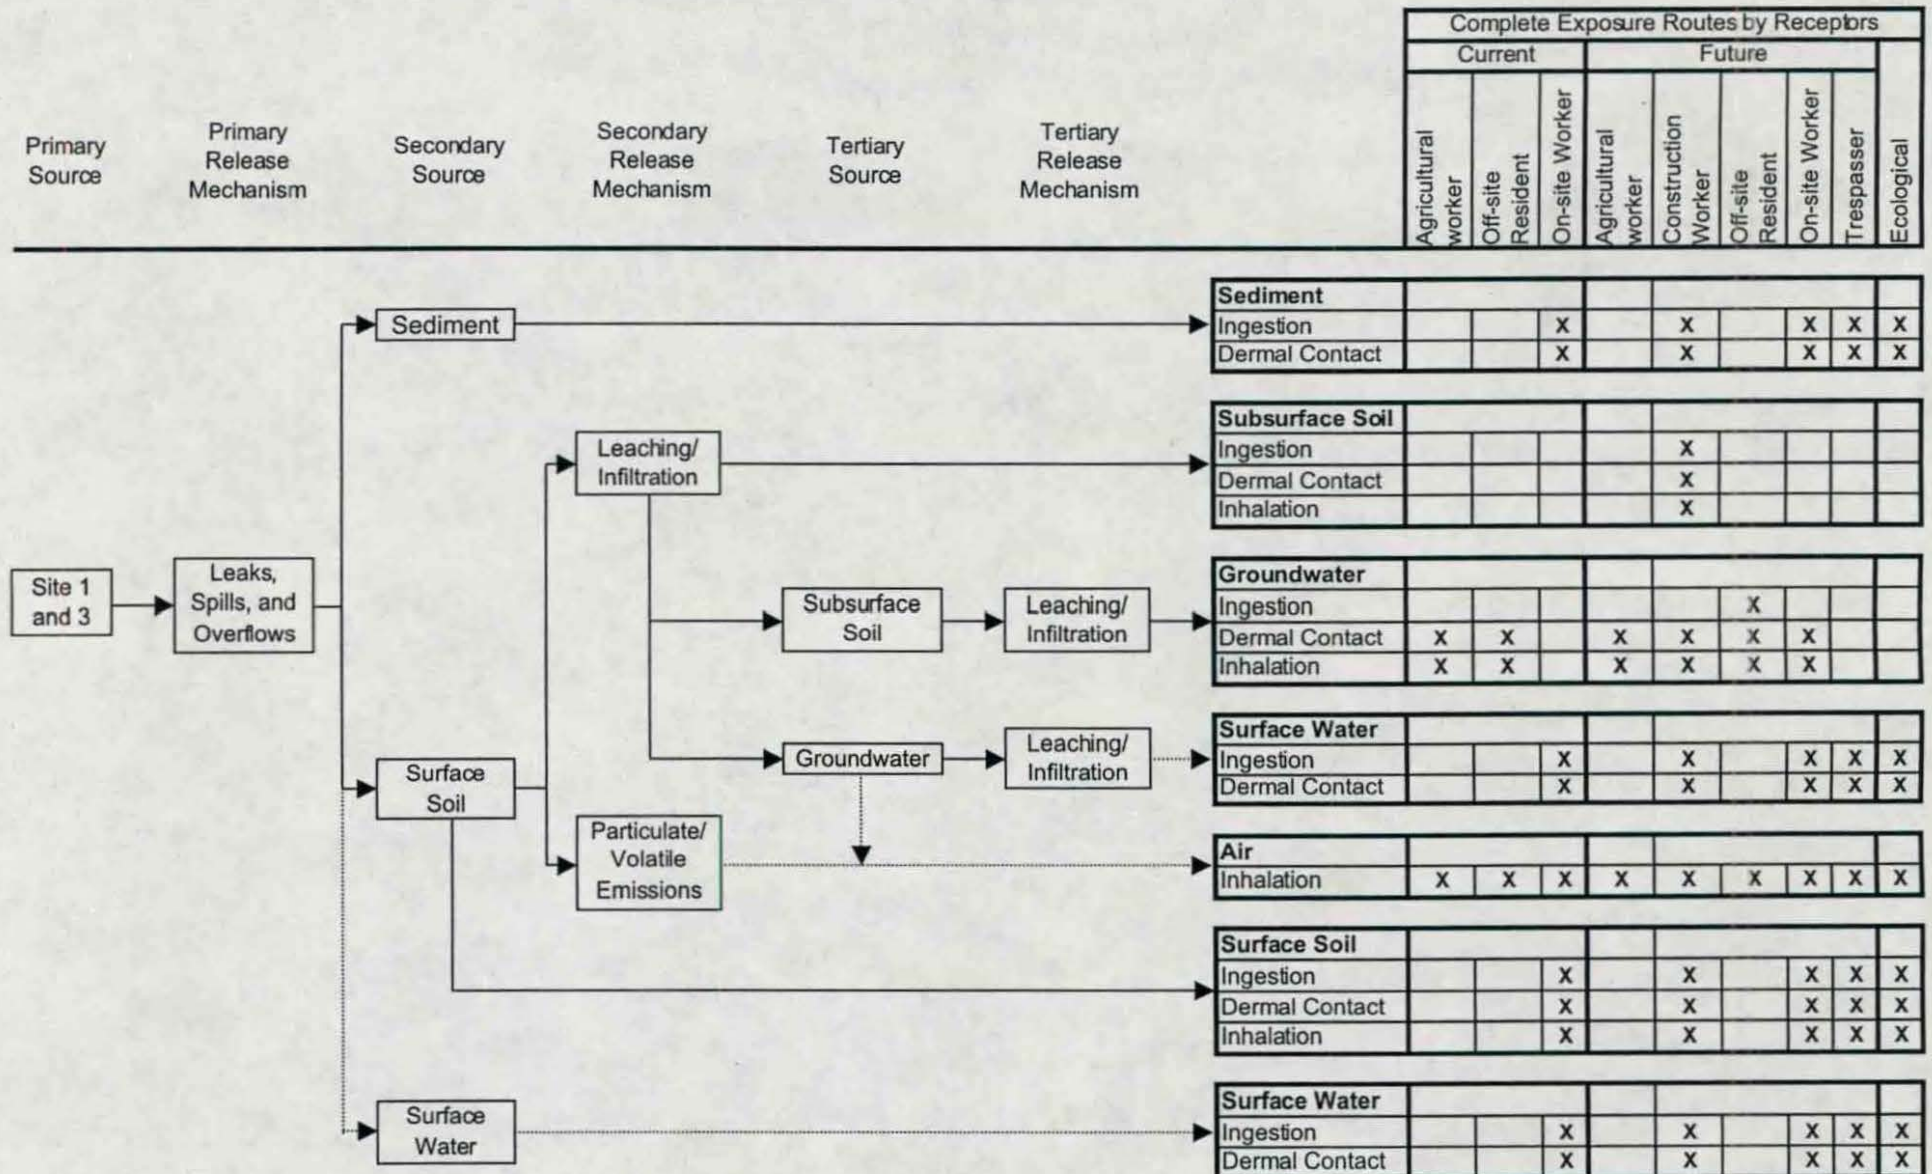 Complete Exposure Routes by Receptors
Current Future
Primary Source
Primary Release Mechanism
Secondary Source
Secondary Release Mechanism
Tertiary Source
Tertiary Release Mechanism
Agricultural worker
Off-site Resident
On-site Worker
Agricultural worker
Construction Worker
Off-site Resident
On-site Worker
Trespasser
Ecological
Site 1 and 3
Leaks, Spills, and Overflows
Sediment
Surface Soil
Surface Water
Leaching/ Infiltration
Particulate/ Volatile Emissions
Subsurface Soil
Groundwater
Leaching/ Infiltration
Leaching/ Infiltration
Sediment
Ingestion X X X X X
Dermal Contact X X X X X
Subsurface Soil
Ingestion X
Dermal Contact X
Inhalation X
Groundwater
Ingestion X
Dermal Contact X X X X X X
Inhalation X X X X X X
Surface Water
Ingestion X X X X X
Dermal Contact X X X X X
Air
Inhalation X X X X X X X X X
Surface Soil
Ingestion X X X X X
Dermal Contact X X X X X
Inhalation X X X X X
Surface Water
Ingestion X X X X X
Dermal Contact X X X X X